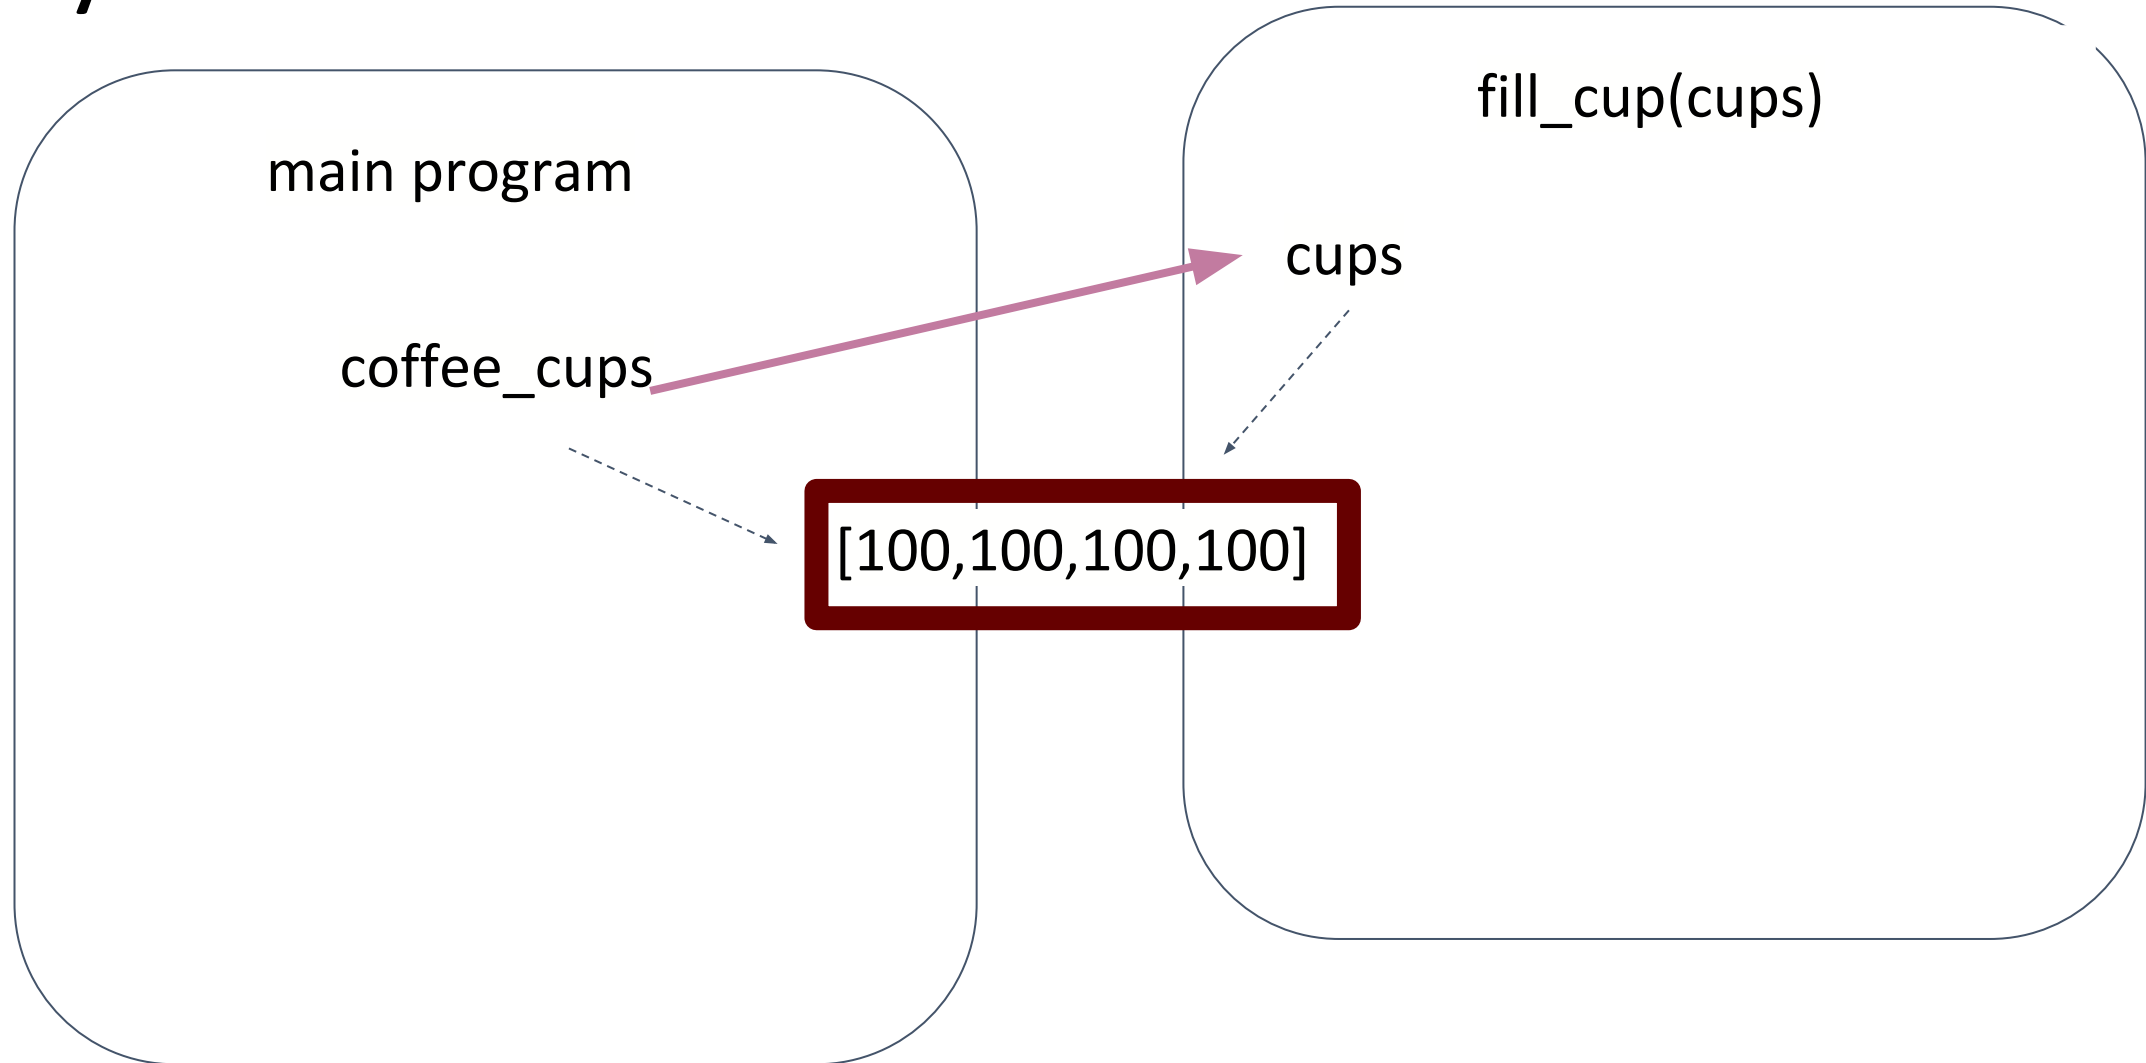 main program
coffee_cups
fill_cup(cups)
cups
[100,100,100,100]